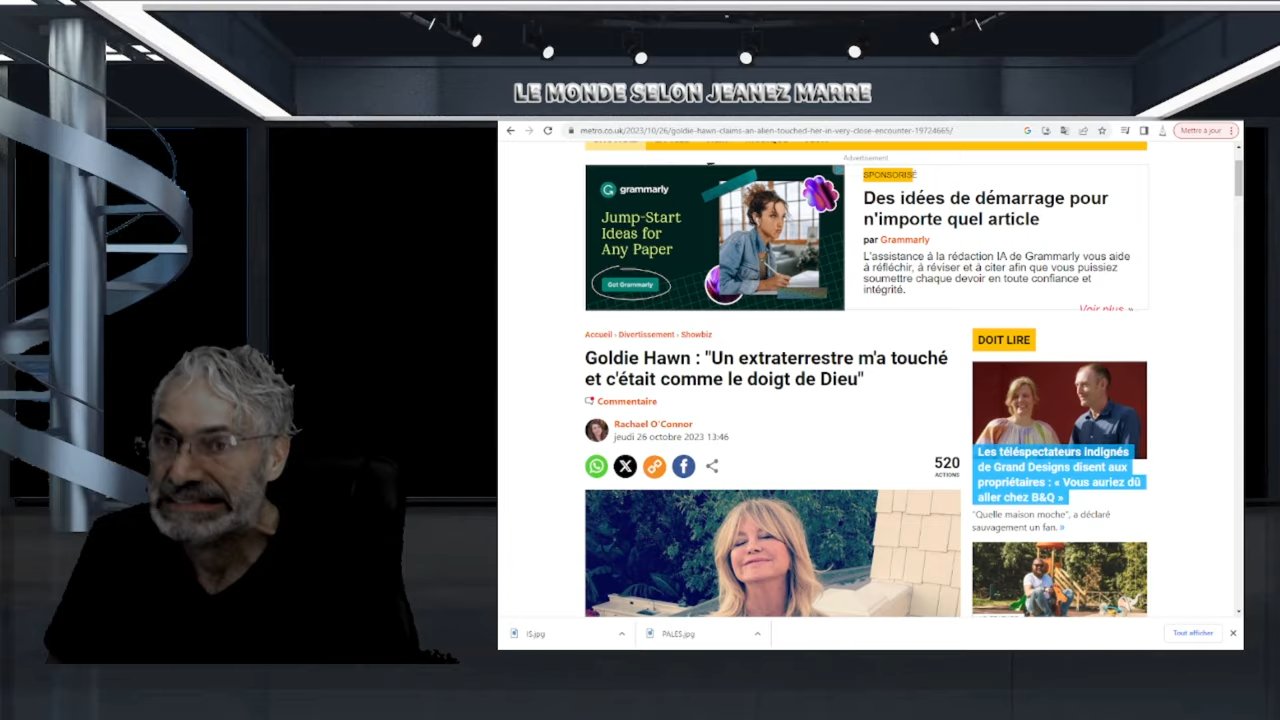 LE MONDE SELON JEANEZ MARRE
metro.co.uk/2023/10/26/goldie-hawn-claims-an-alien-touched-her-in-very-close-encounter-19724665/
Mettre à jour
Advertisement
grammarly
Jump-Start
Ideas for
Any Paper
Get Grammarly
SPONSORISÉ
Des idées de démarrage pour
n'importe quel article
par Grammarly
L'assistance à la rédaction IA de Grammarly vous aide
à réfléchir, à réviser et à citer afin que vous puissiez
soumettre chaque devoir en toute confiance et
intégrité.
Voir plus »
Accueil › Divertissement › Showbiz
Goldie Hawn : "Un extraterrestre m'a touché
et c'était comme le doigt de Dieu"
Commentaire
Rachael O'Connor
jeudi 26 octobre 2023 13:46
520
ACTIONS
DOIT LIRE
Les téléspectateurs indignés
de Grand Designs disent aux
propriétaires : « Vous auriez dû
aller chez B&Q »
"Quelle maison moche", a déclaré
sauvagement un fan. »
IS.jpg
PALES.jpg
Tout afficher